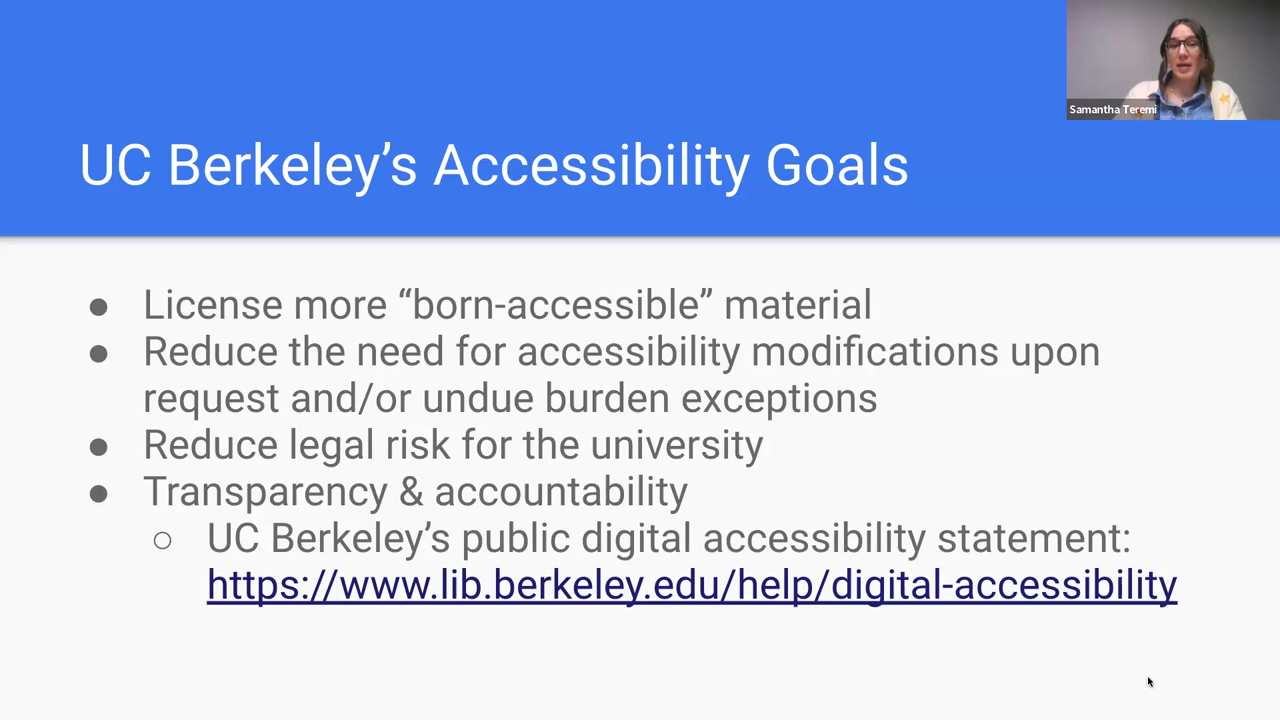 Samantha Teremi
UC Berkeley’s Accessibility Goals
● License more “born-accessible” material
● Reduce the need for accessibility modifications upon
request and/or undue burden exceptions
● Reduce legal risk for the university
● Transparency & accountability
○ UC Berkeley’s public digital accessibility statement:
https://www.lib.berkeley.edu/help/digital-accessibility